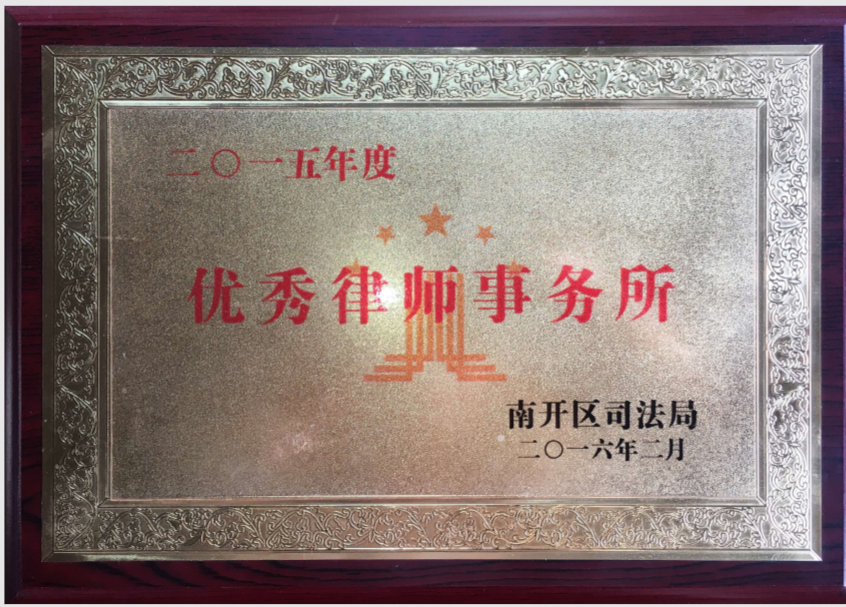 二〇一五年度
优秀律师事务所
南开区司法局
二〇一六年二月